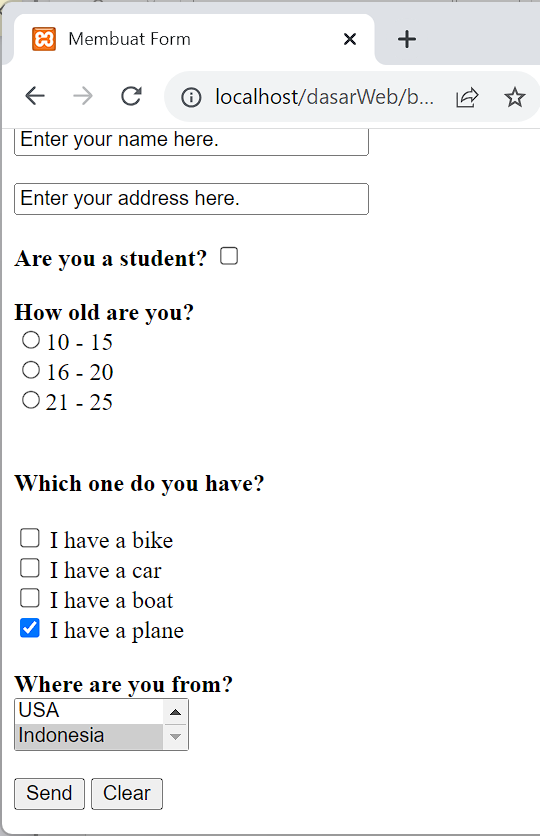 Membuat Form
localhost/dasarWeb/b...
Enter your name here.
Enter your address here.
Are you a student?
How old are you?
10 - 15
16 - 20
21 - 25
Which one do you have?
I have a bike
I have a car
I have a boat
I have a plane
Where are you from?
USA
Indonesia
Send Clear